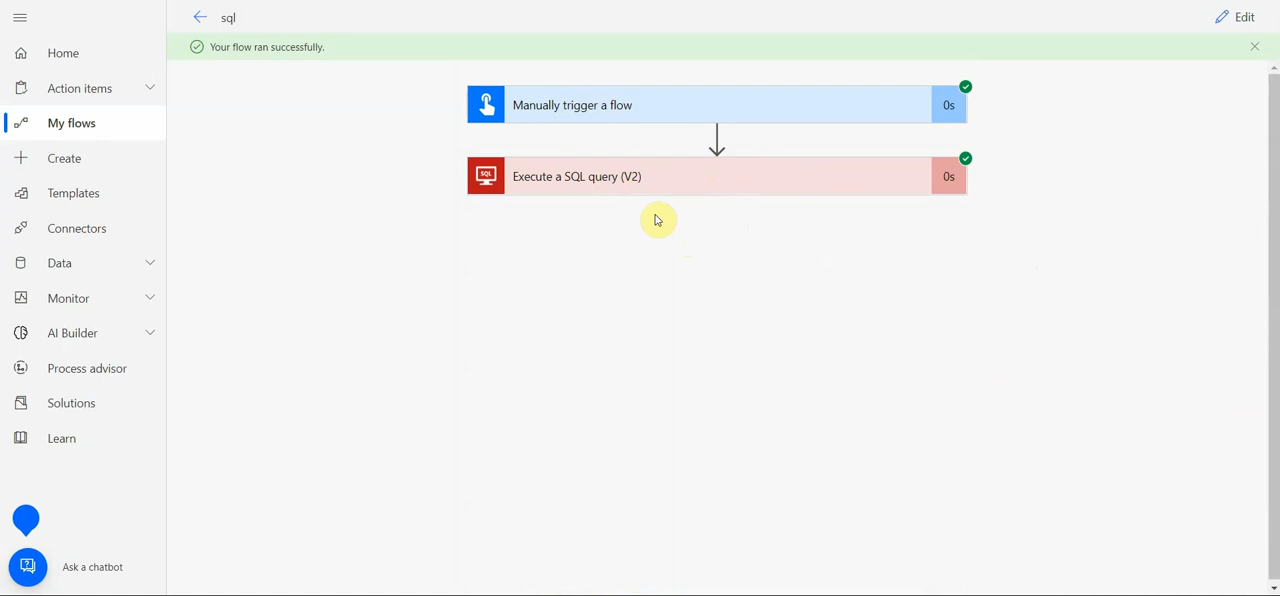 sql
Edit
Your flow ran successfully.
Home
Action items
My flows
Create
Templates
Connectors
Data
Monitor
AI Builder
Process advisor
Solutions
Learn
Ask a chatbot
Manually trigger a flow
0s
SQL
Execute a SQL query (V2)
0s